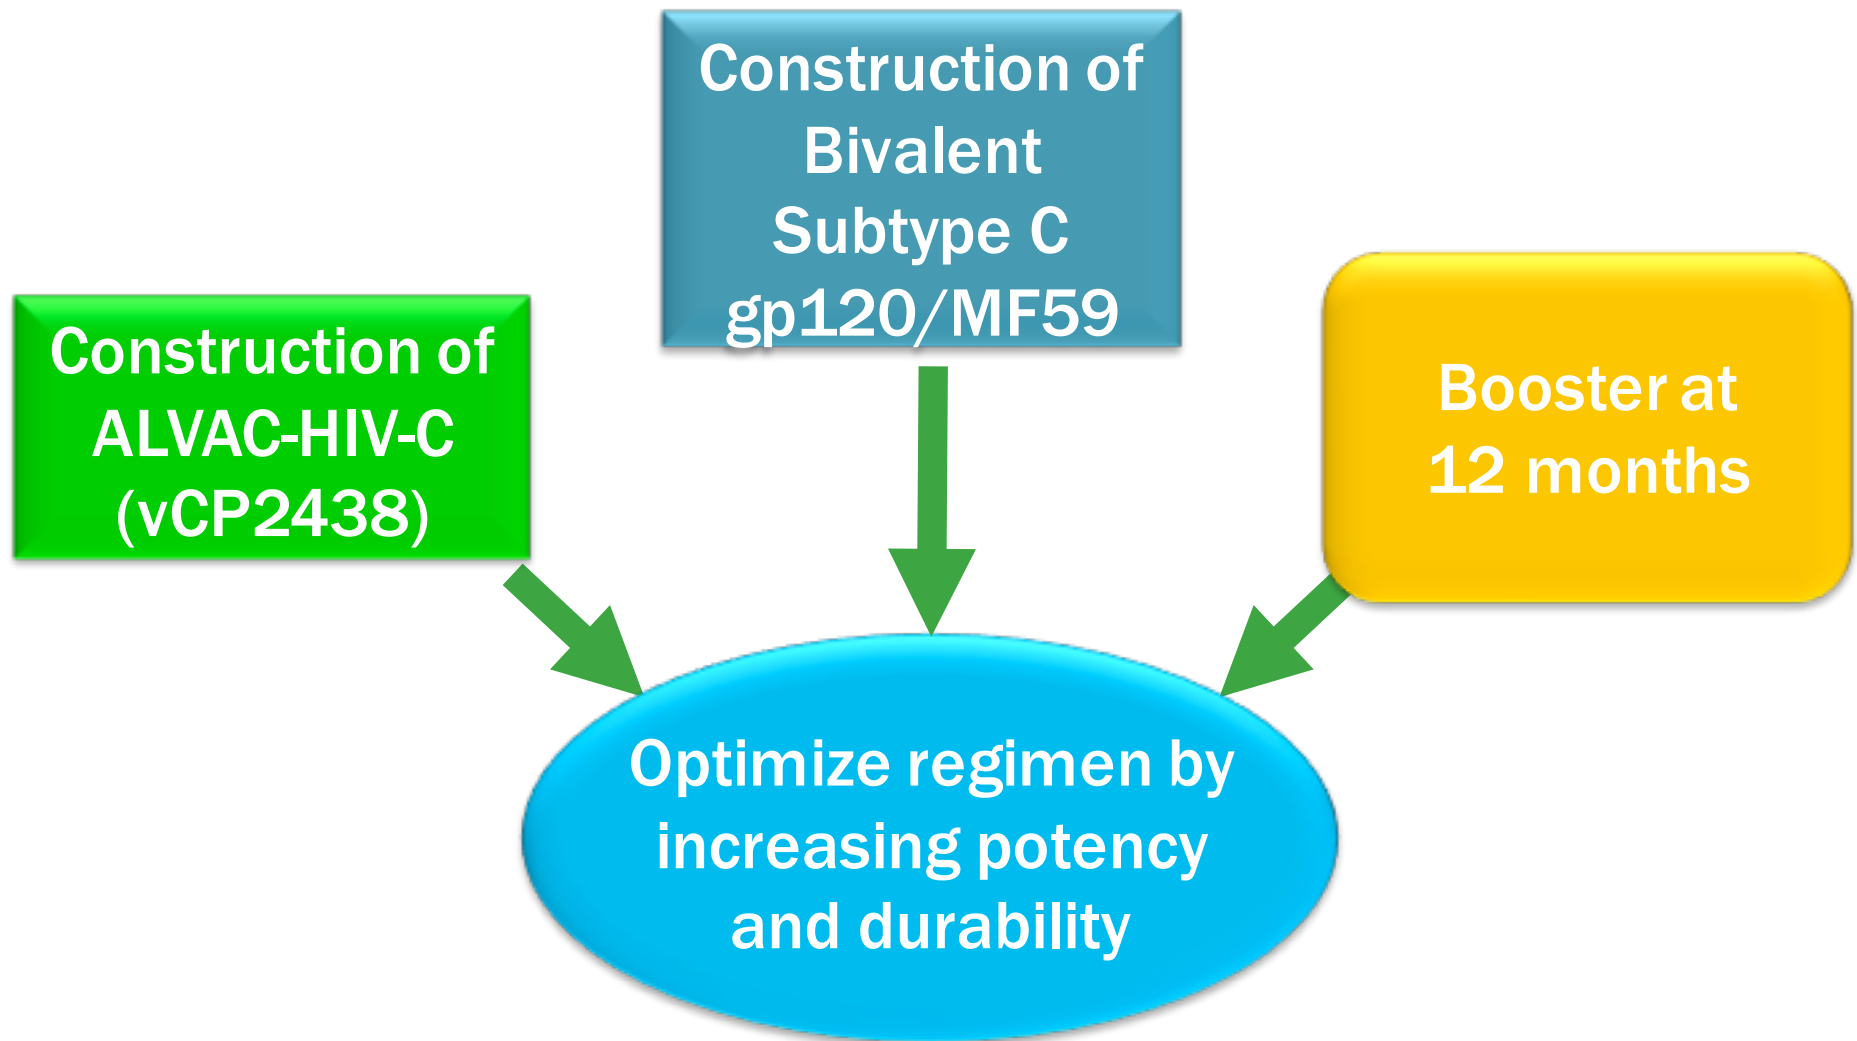 Construction of
Bivalent
Subtype C
gp120/MF59
Construction of
ALVAC-HIV-C
(vCP2438)
Booster at
12 months
Optimize regimen by
increasing potency
and durability